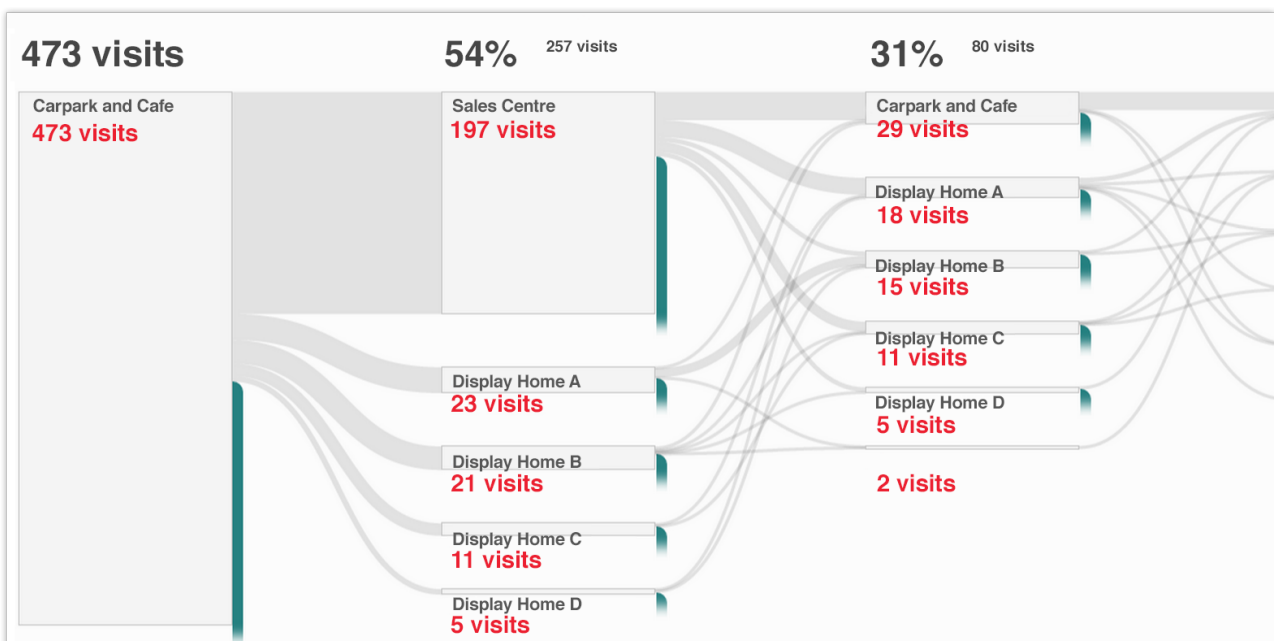 473 visits
54% 257 visits
31% 80 visits
Carpark and Cafe
473 visits
Sales Centre
197 visits
Display Home A
23 visits
Display Home B
21 visits
Display Home C
11 visits
Display Home D
5 visits
Carpark and Cafe
29 visits
Display Home A
18 visits
Display Home B
15 visits
Display Home C
11 visits
Display Home D
5 visits
2 visits